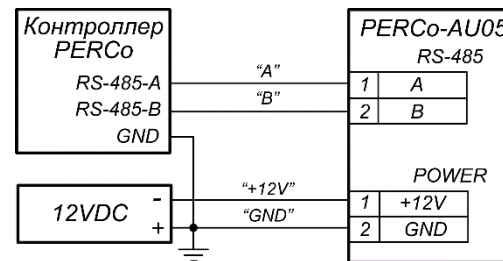 Контроллер
PERCo
RS-485-A
RS-485-B
GND
"A"
"B"
PERCo-AU05
RS-485
1 A
2 B
12VDC
-
+
"+12V"
"GND"
POWER
1 +12V
2 GND